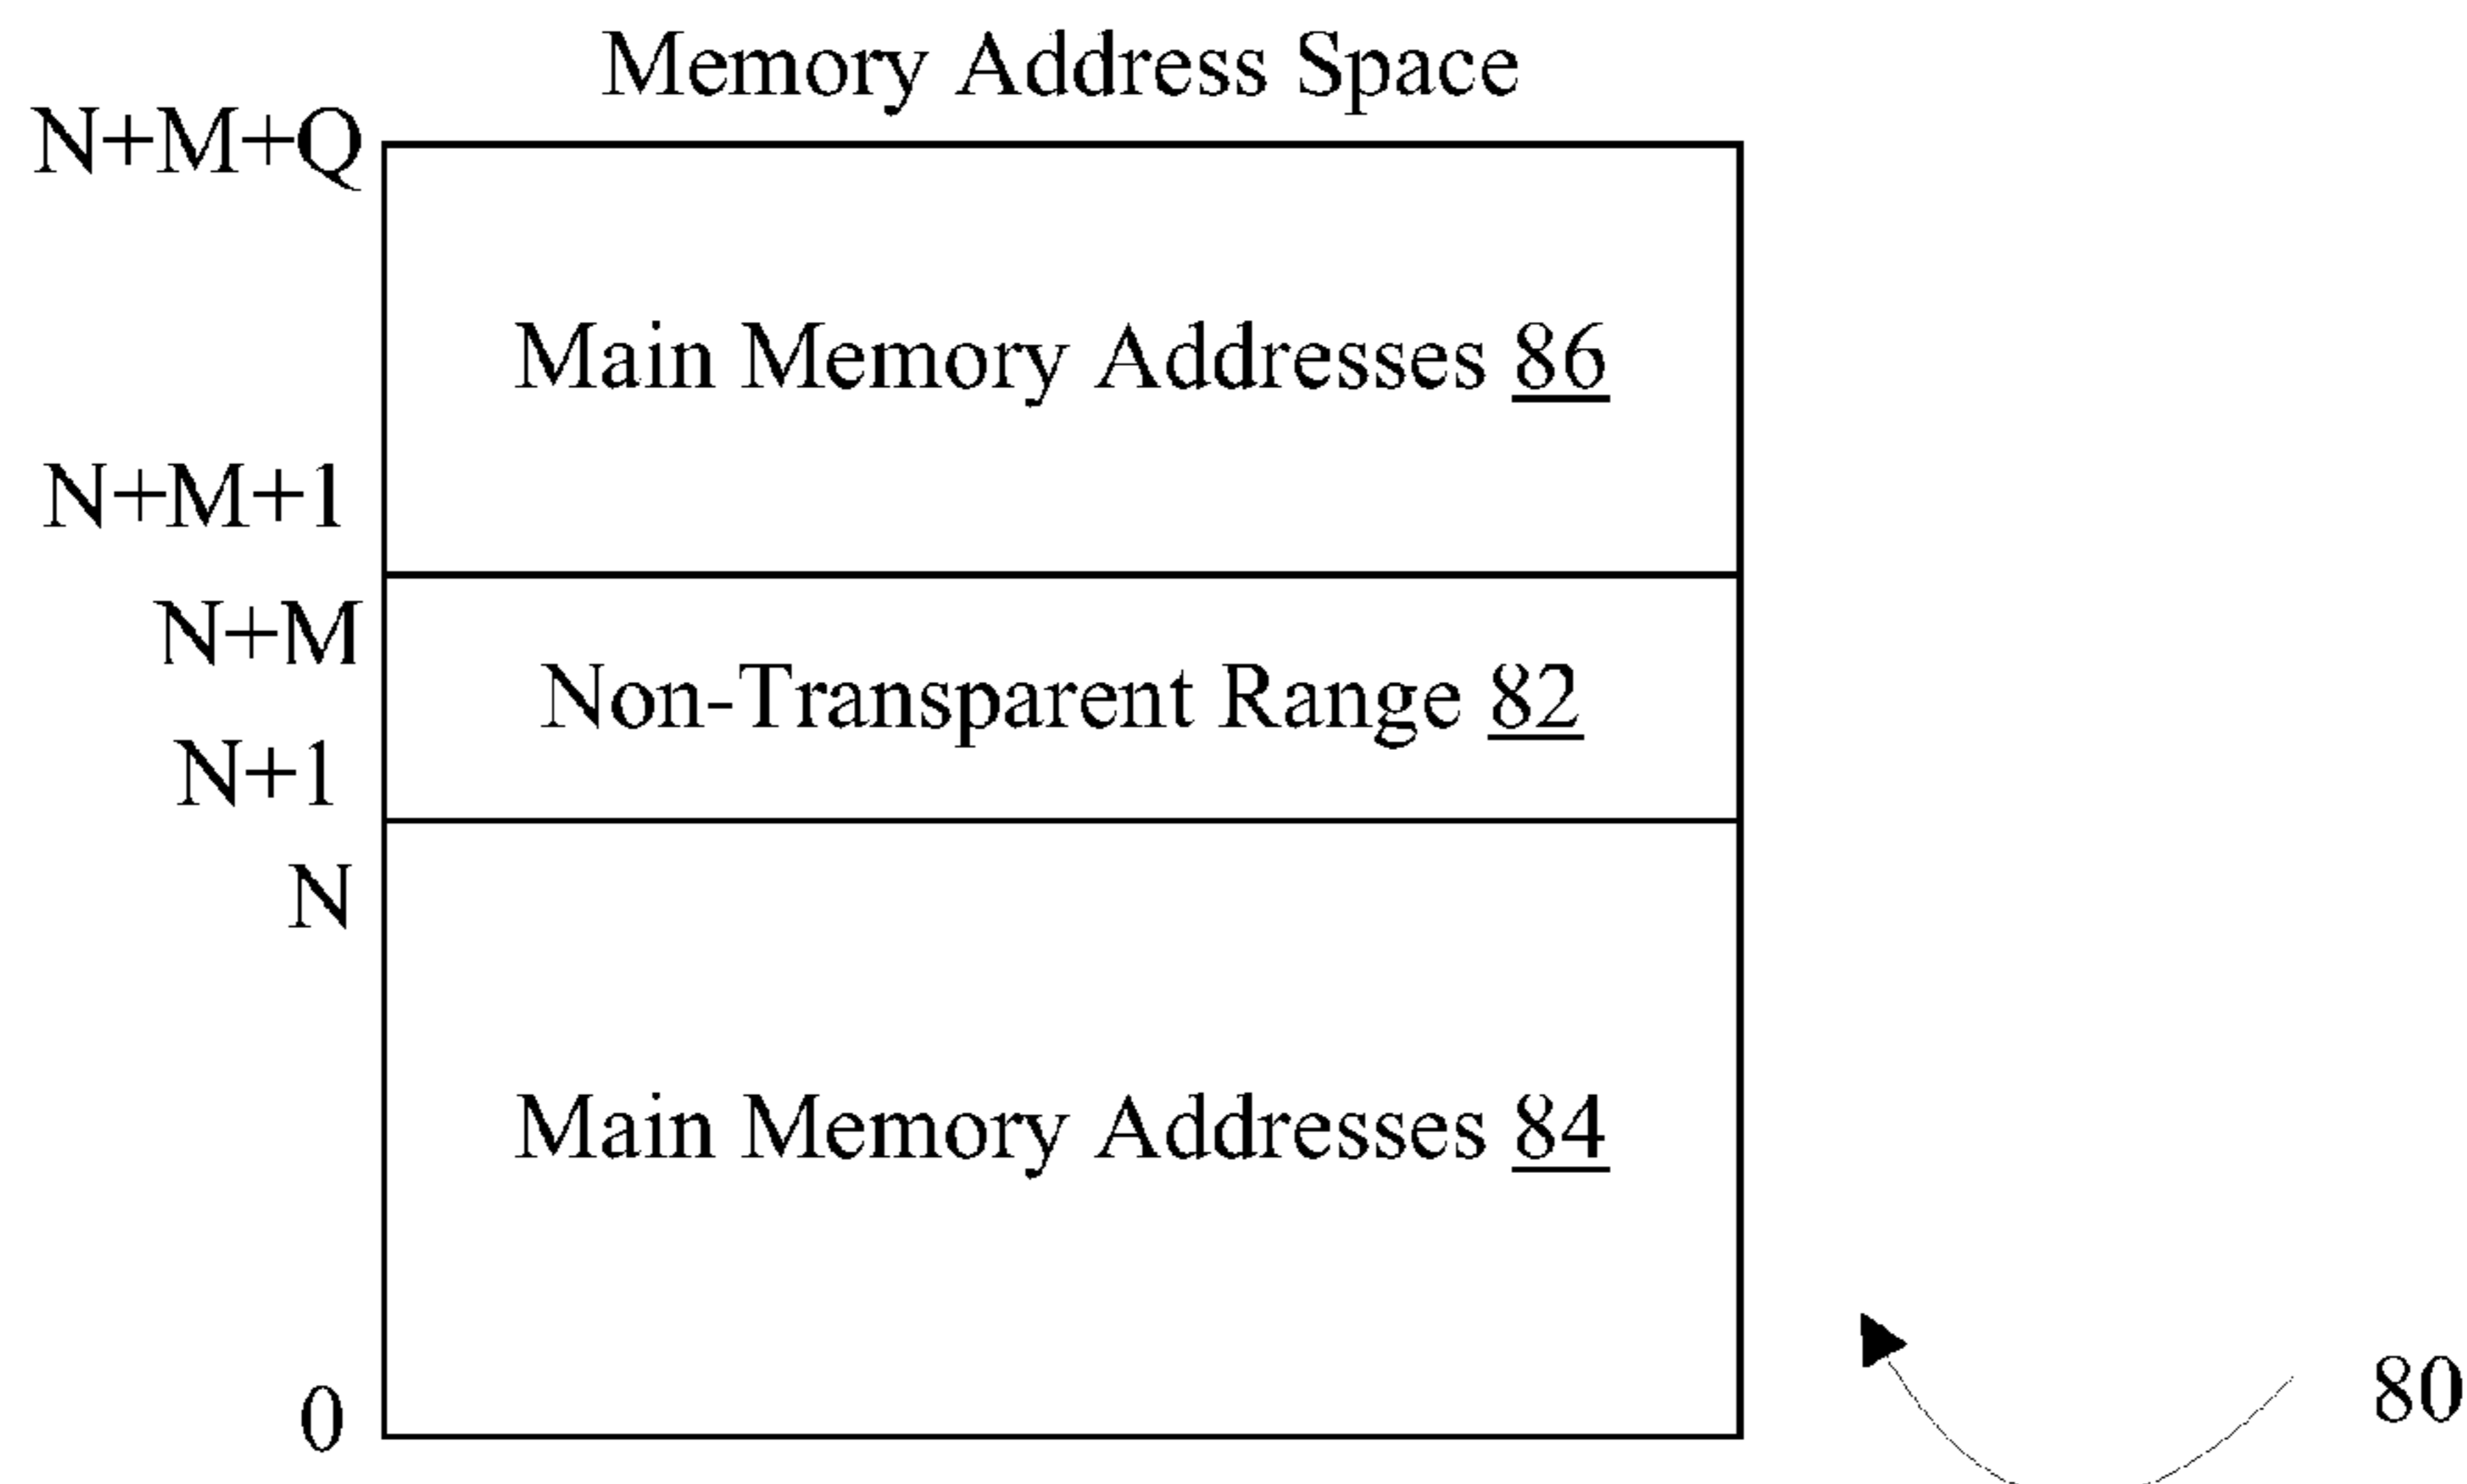 Memory Address Space
N+M+Q
Main Memory Addresses 86
N+M+1
N+M
Non-Transparent Range 82
N+1
N
Main Memory Addresses 84
0
80